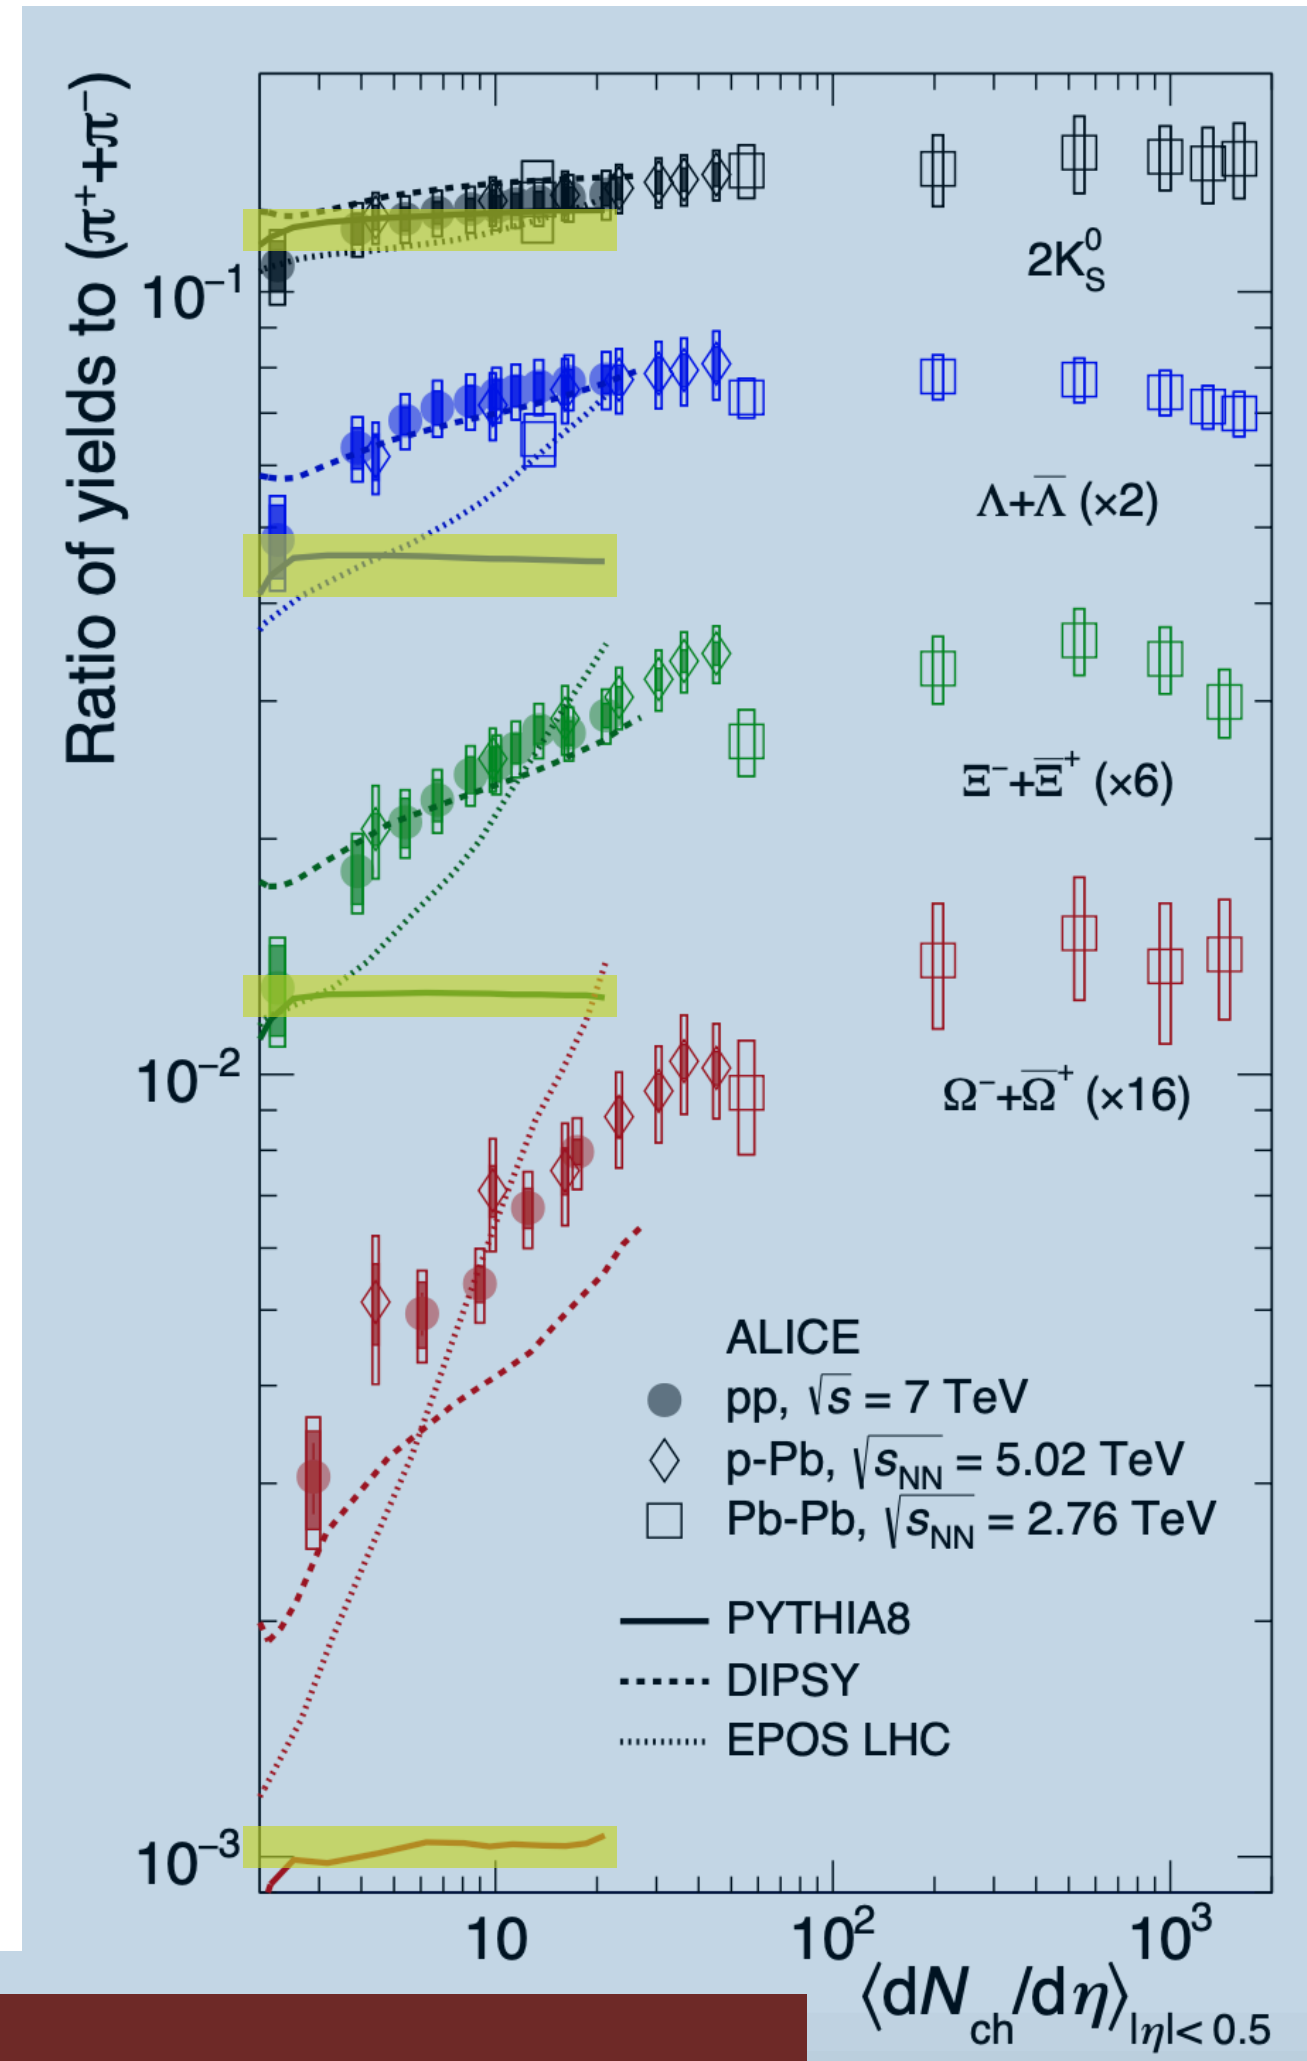 Ratio of yields to (π⁺+π⁻)
10⁻¹
2K⁰S
Λ+Λ̅ (×2)
Ξ⁻+Ξ̅⁺ (×6)
10⁻²
Ω⁻+Ω̅⁺ (×16)
ALICE
pp, √s = 7 TeV
p-Pb, √sNN = 5.02 TeV
Pb-Pb, √sNN = 2.76 TeV
PYTHIA8
DIPSY
EPOS LHC
10⁻³
10 10² 10³
⟨dNch/dη⟩|η|< 0.5